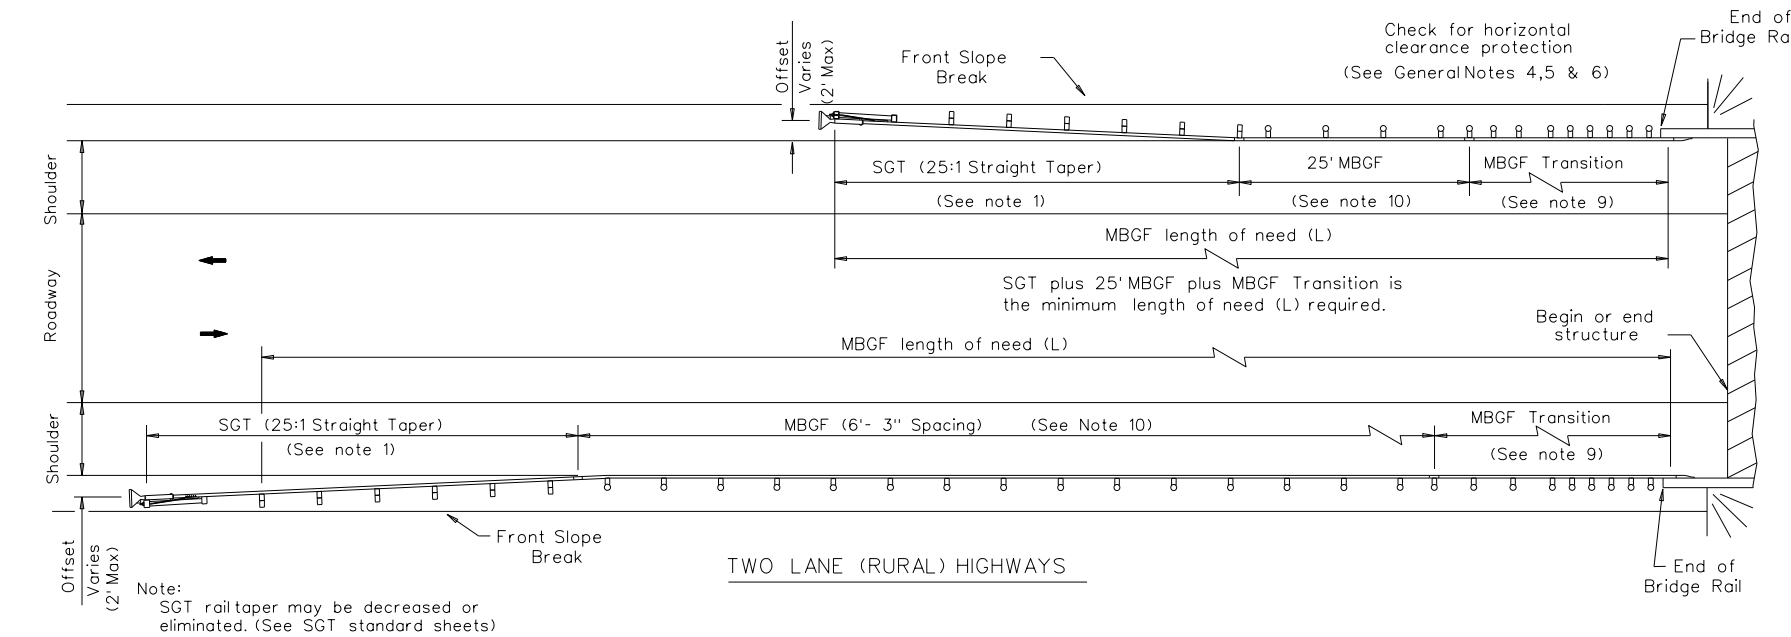 Offset
Varies
(2' Max)
Front Slope
Break
Check for horizontal
clearance protection
(See General Notes 4,5 & 6)
End of
Bridge Ra
Shoulder
SGT (25:1 Straight Taper)
(See note 1)
25' MBGF
(See note 10)
MBGF Transition
(See note 9)
MBGF length of need (L)
SGT plus 25' MBGF plus MBGF Transition is
the minimum length of need (L) required.
Roadway
Begin or end
structure
MBGF length of need (L)
Shoulder
SGT (25:1 Straight Taper)
(See note 1)
MBGF (6'- 3" Spacing)
(See Note 10)
MBGF Transition
(See note 9)
Front Slope
Break
Offset
Varies
(2' Max)
Note:
SGT rail taper may be decreased or
eliminated. (See SGT standard sheets)
TWO LANE (RURAL) HIGHWAYS
End of
Bridge Rail